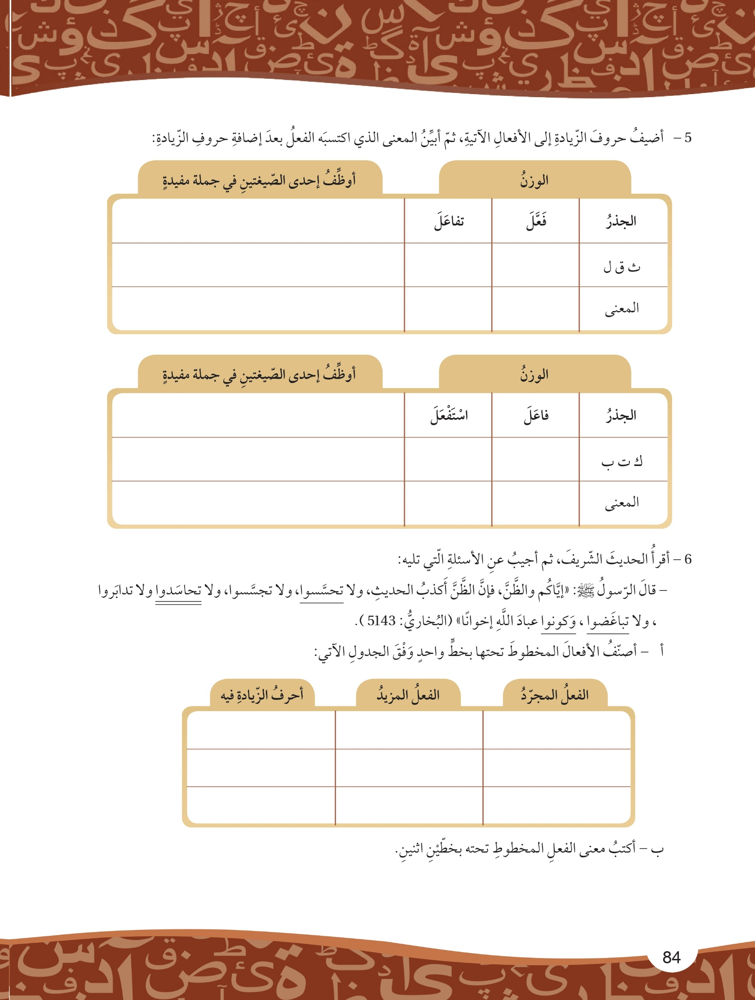 5 – أضيفُ حروفَ الزّيادةِ إلى الأفعالِ الآتيةِ، ثمّ أبيِّنُ المعنى الذي اكتسبَه الفعلُ بعدَ إضافةِ حروفِ الزّيادةِ:
الوزنُ أوظِّفُ إحدى الصّيغتينِ في جملة مفيدةٍ
الجذرُ فَعَّلَ تفاعَلَ
ث ق ل
المعنى
الوزنُ أوظِّفُ إحدى الصّيغتينِ في جملة مفيدةٍ
الجذرُ فاعَلَ اسْتَفْعَلَ
ك ت ب
المعنى
6 – أقرأُ الحديثَ الشّريفَ، ثم أجيبُ عنِ الأسئلةِ الّتي تليه:
– قالَ الرّسولُ ﷺ: «إيَّاكُم والظَّنَّ، فإنَّ الظَّنَّ أَكذبُ الحديثِ، ولا تحسَّسوا، ولا تجسَّسوا، ولا تحاسَدوا ولا تدابَروا
، ولا تباغَضوا ، وَكونوا عبادَ اللَّهِ إخوانًا» (البُخاريُّ: 5143 ).
أ – أصنّفُ الأفعالَ المخطوطَ تحتها بخطٍّ واحدٍ وَفْقَ الجدولِ الآتي:
الفعلُ المجرّدُ الفعلُ المزيدُ أحرفُ الزّيادةِ فيه
ب – أكتبُ معنى الفعلِ المخطوطِ تحته بخطّيْنِ اثنينِ.
84